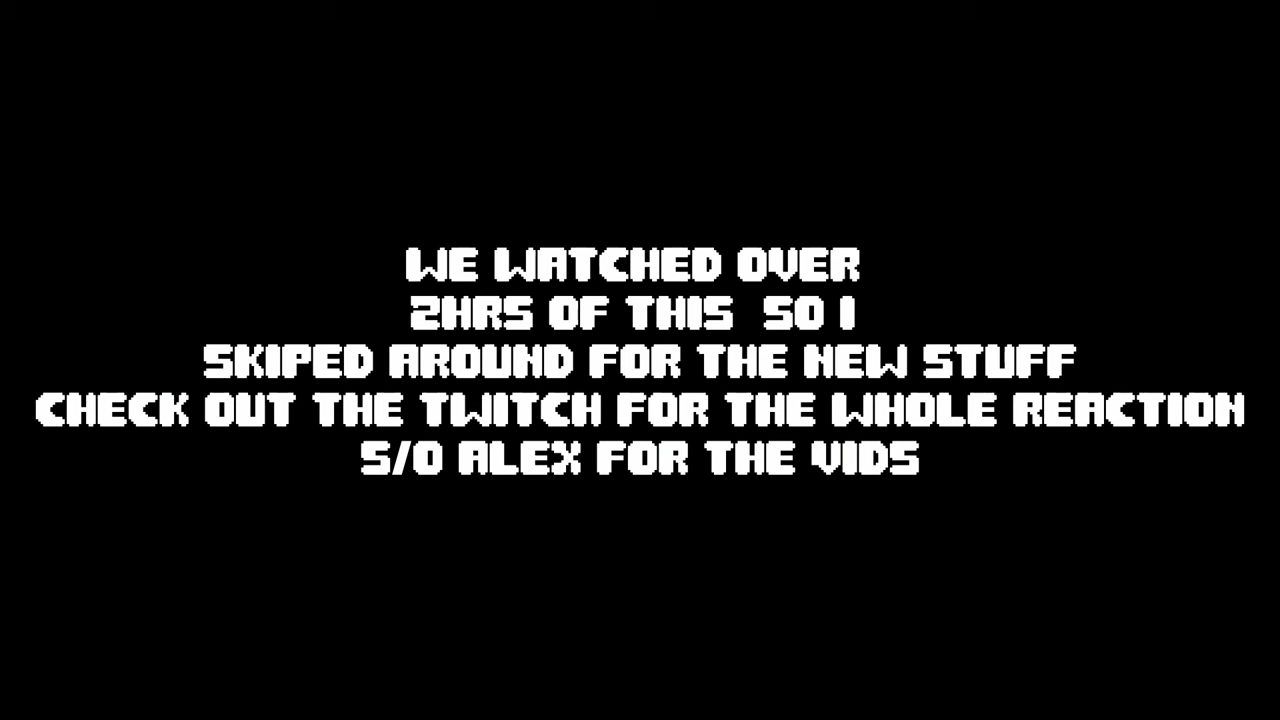 WE WATCHED OVER
2HRS OF THIS  SO I
SKIPED AROUND FOR THE NEW STUFF
CHECK OUT THE TWITCH FOR THE WHOLE REACTION
S/O ALEX FOR THE VIDS